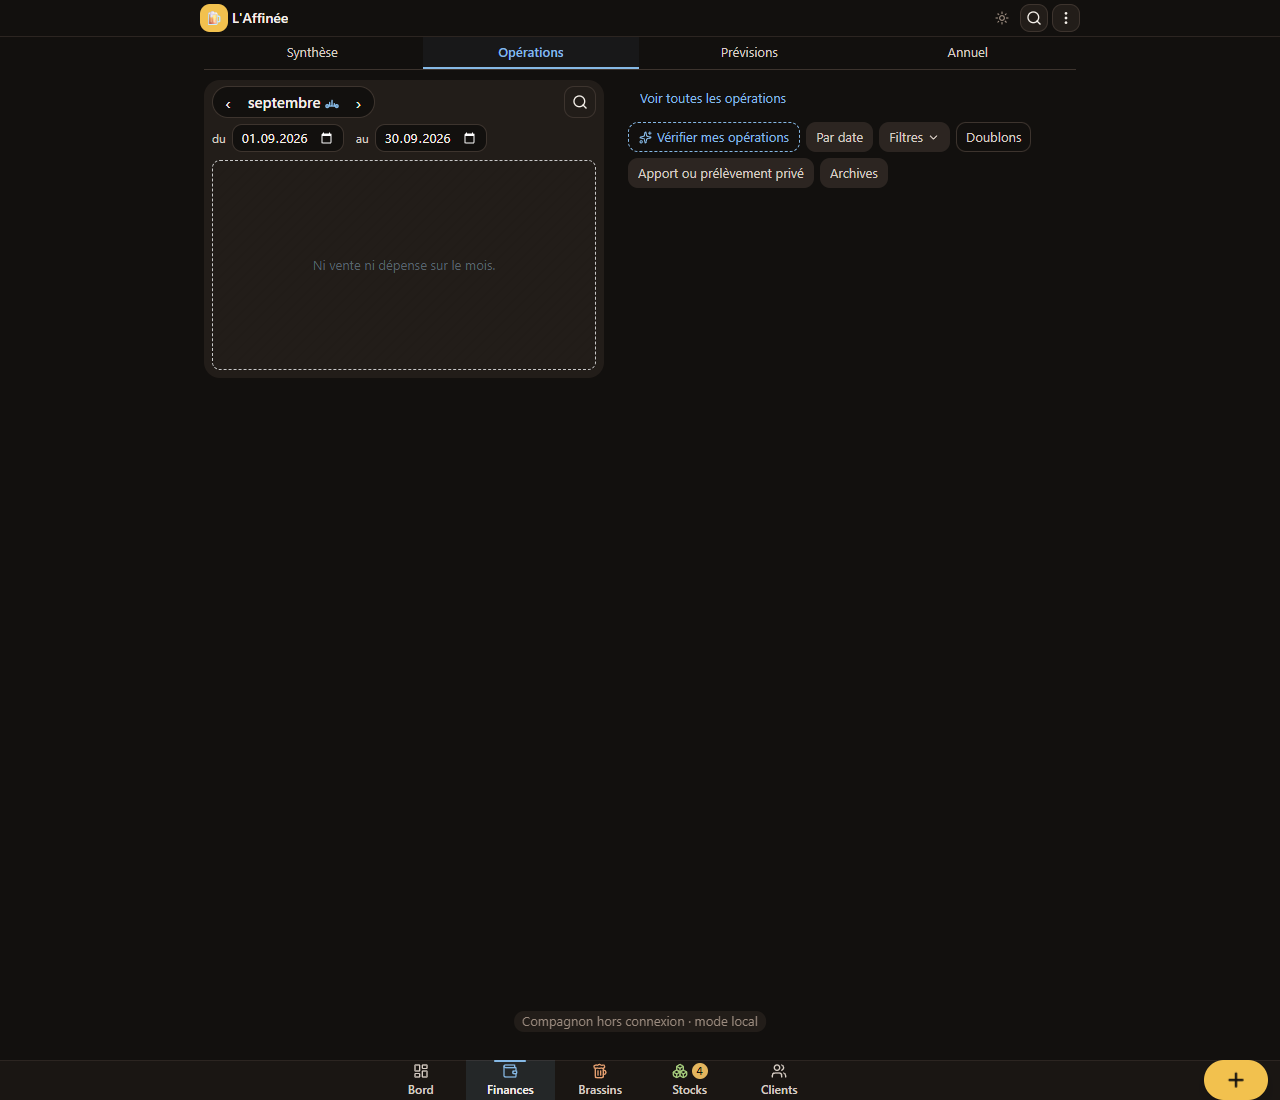 L'Affinée
Synthèse
Opérations
Prévisions
Annuel
‹ septembre ›
du 01.09.2026 au 30.09.2026
Ni vente ni dépense sur le mois.
Voir toutes les opérations
Vérifier mes opérations
Par date
Filtres
Doublons
Apport ou prélèvement privé
Archives
Compagnon hors connexion · mode local
Bord
Finances
Brassins
4
Stocks
Clients